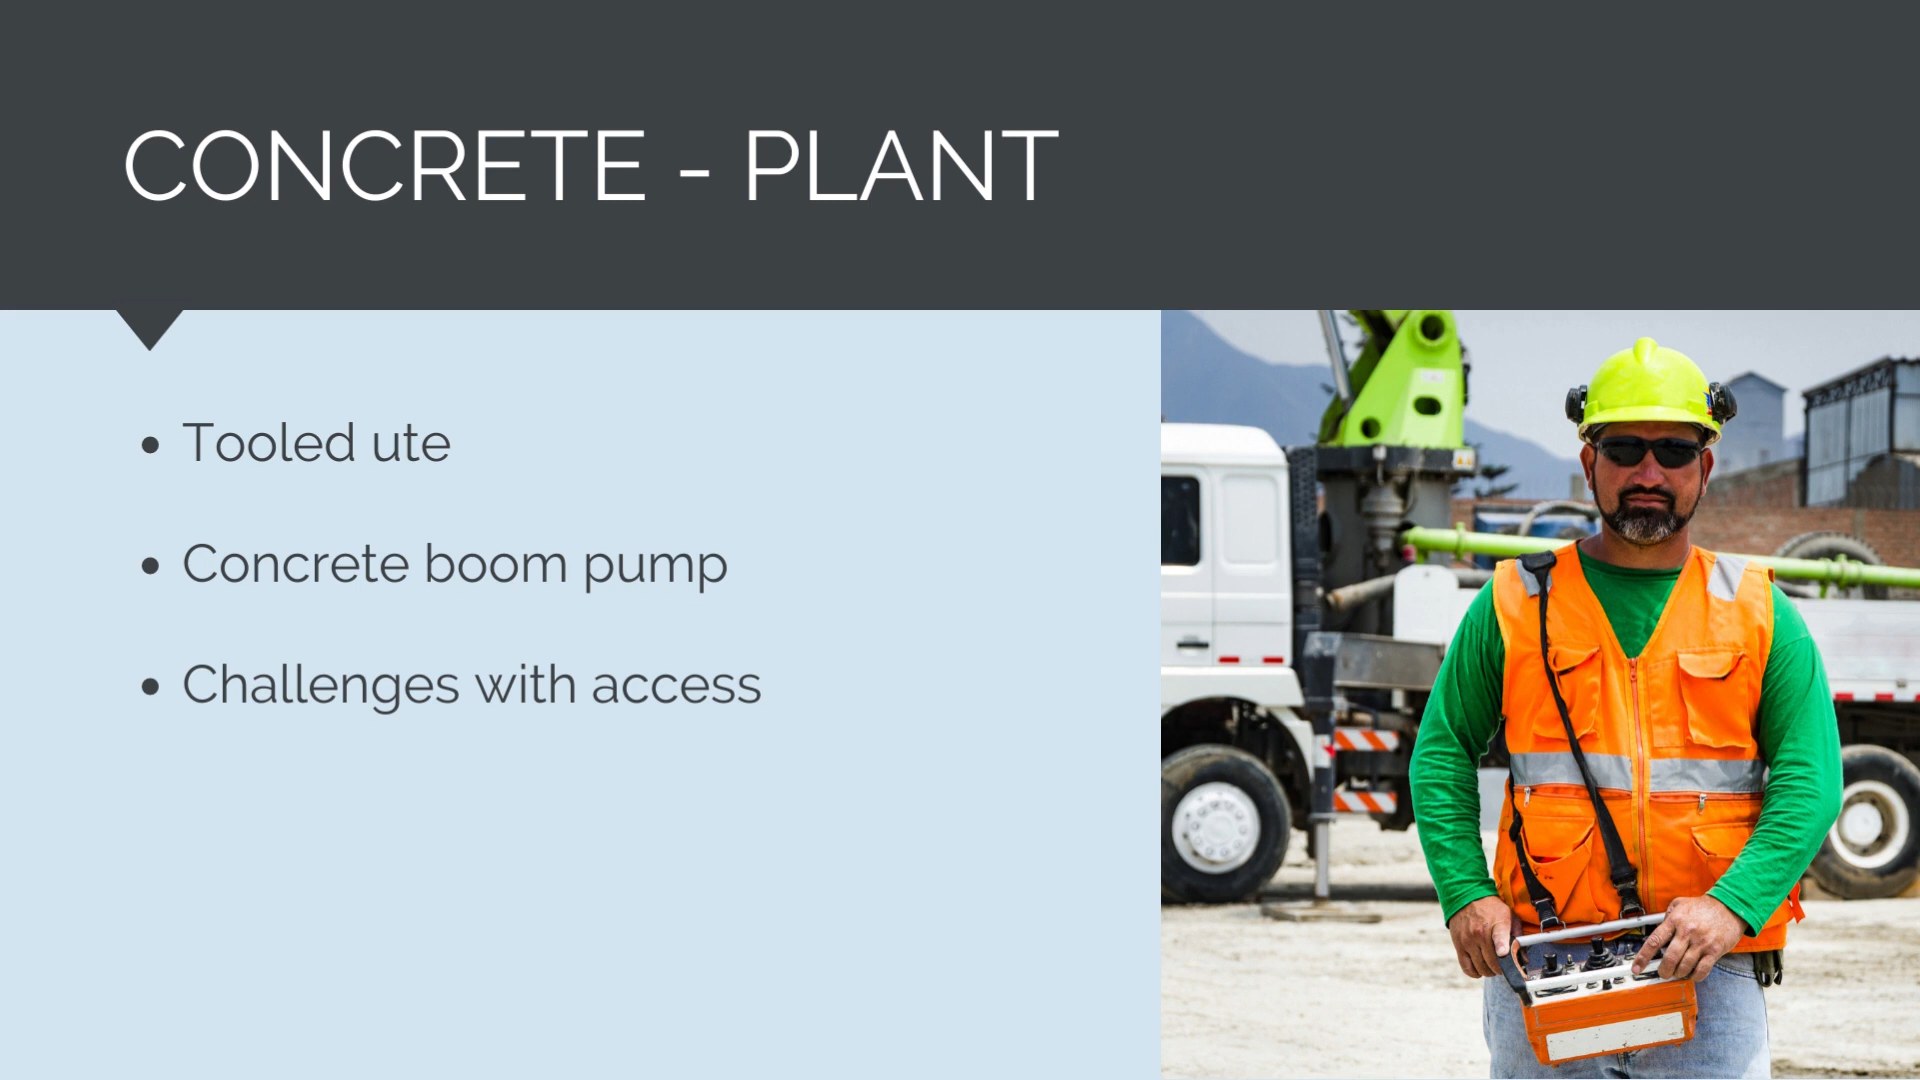 CONCRETE - PLANT
• Tooled ute
• Concrete boom pump
• Challenges with access